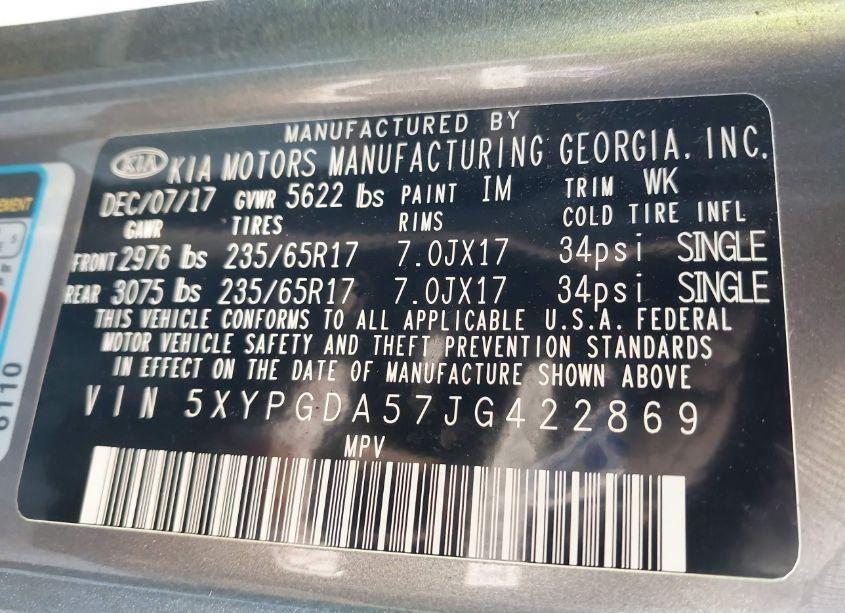 MANUFACTURED BY
KIA KIA MOTORS MANUFACTURING GEORGIA, INC.
DEC/07/17 GVWR 5622 lbs PAINT IM TRIM WK
GAWR TIRES RIMS COLD TIRE INFL
FRONT 2976 lbs 235/65R17 7.0JX17 34psi SINGLE
REAR 3075 lbs 235/65R17 7.0JX17 34psi SINGLE
THIS VEHICLE CONFORMS TO ALL APPLICABLE U.S.A. FEDERAL
MOTOR VEHICLE SAFETY AND THEFT PREVENTION STANDARDS
IN EFFECT ON THE DATE OF MANUFACTURE SHOWN ABOVE
VIN 5XYPGDA57JG422869
MPV
6110